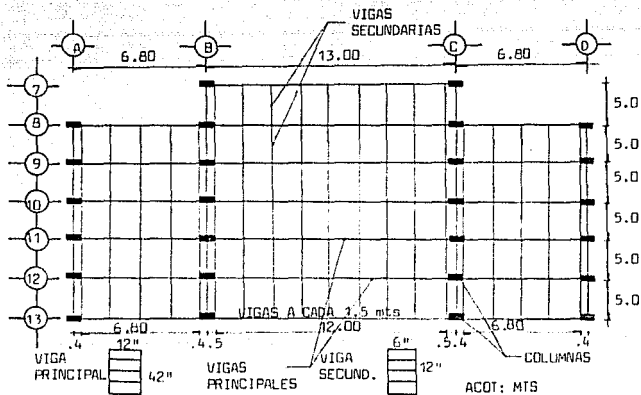 VIGAS
SECUNDARIAS
A B C D
6.80 13.00 6.80
7
8
9
10
11
12
13
5.0
5.0
5.0
5.0
5.0
5.0
VIGAS A CADA 1.5 mts
.4 6.80 .4.5 12.00 .5.4 6.80 .4
12" 6"
VIGA
PRINCIPAL
42"
VIGAS
PRINCIPALES
VIGA
SECUND.
12"
COLUMNAS
ACOT: MTS